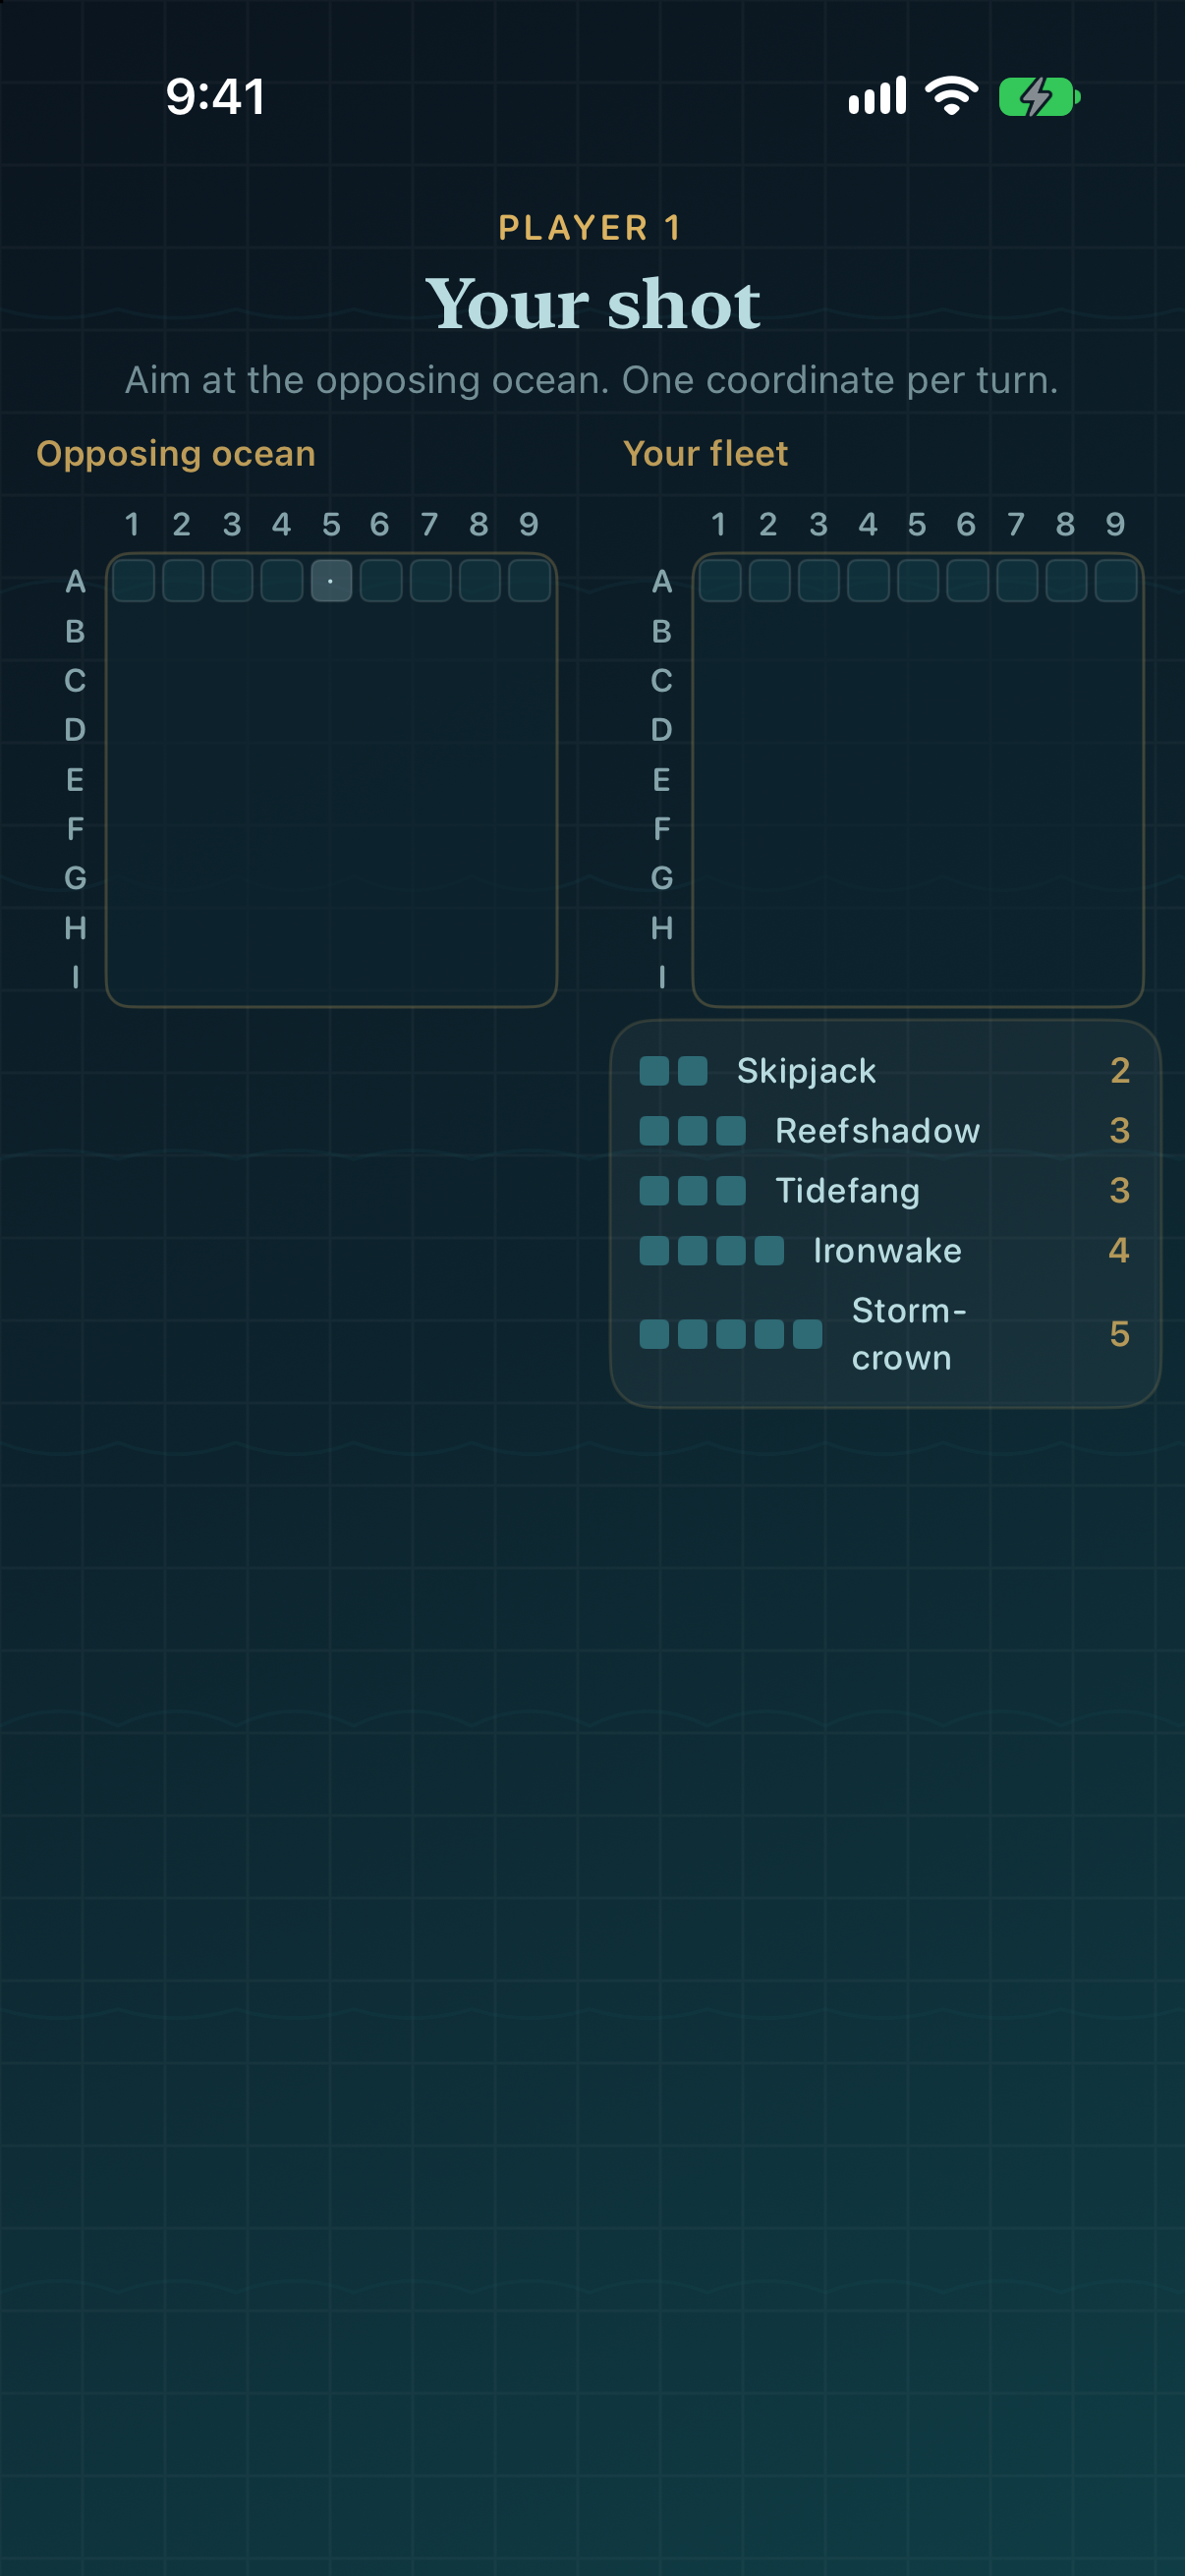 9:41
PLAYER 1
Your shot
Aim at the opposing ocean. One coordinate per turn.
Opposing ocean
1 2 3 4 5 6 7 8 9
A
B
C
D
E
F
G
H
I
Your fleet
1 2 3 4 5 6 7 8 9
A
B
C
D
E
F
G
H
I
Skipjack 2
Reefshadow 3
Tidefang 3
Ironwake 4
Storm-
crown 5